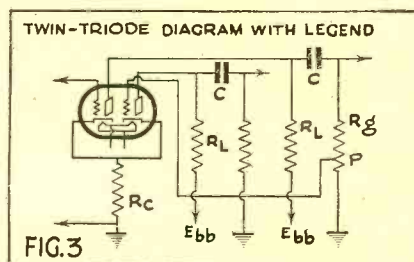 TWIN-TRIODE DIAGRAM WITH LEGEND
C
C
RL
RL
Rg
P
Rc
Ebb
Ebb
FIG.3